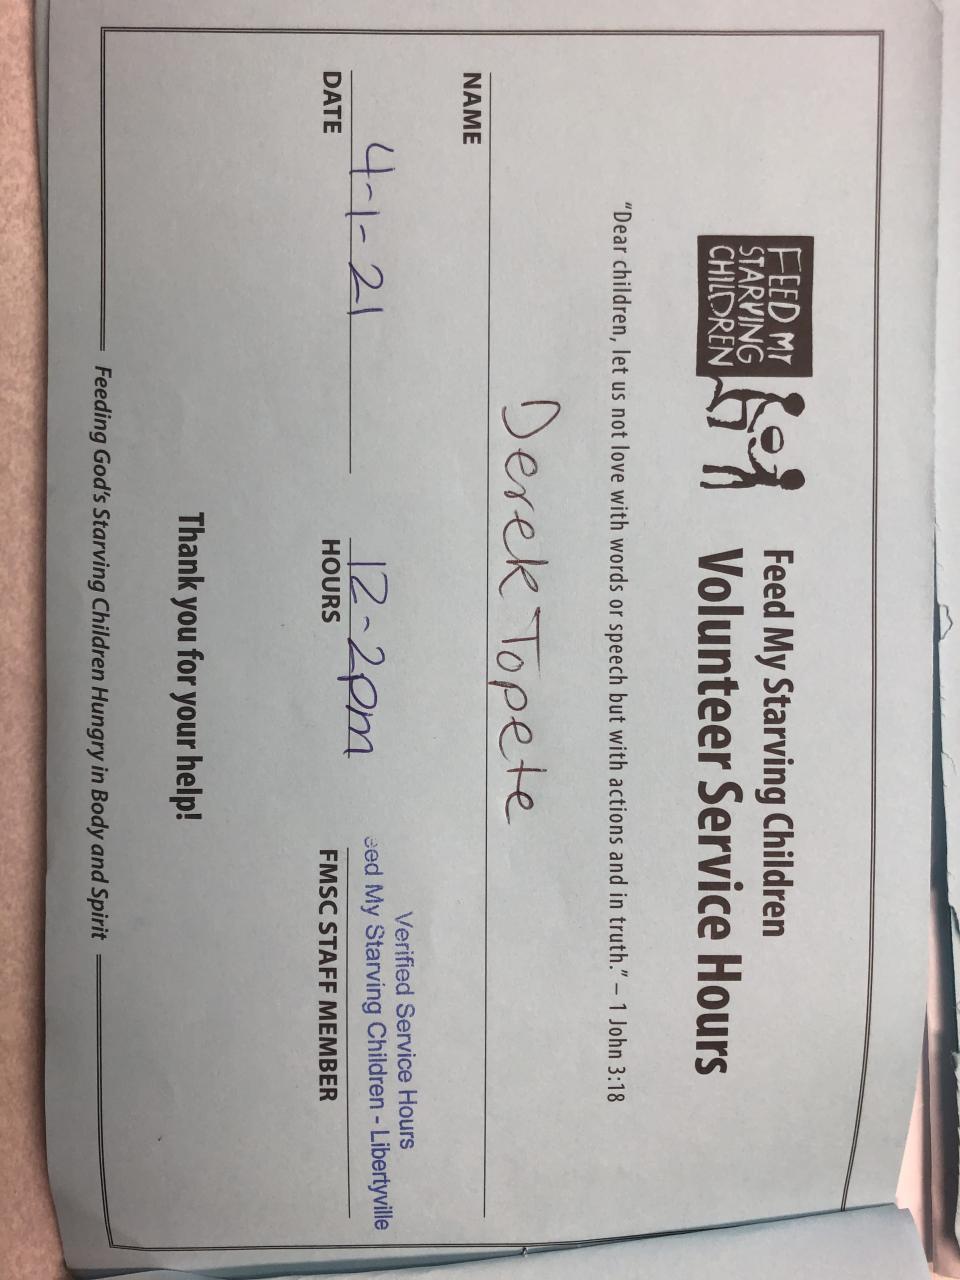 FEED MY
STARVING
CHILDREN
Feed My Starving Children
Volunteer Service Hours
"Dear children, let us not love with words or speech but with actions and in truth." – 1 John 3:18
Derek Topete
NAME
4-1-21
DATE
12-2pm
HOURS
Verified Service Hours
eed My Starving Children - Libertyville
FMSC STAFF MEMBER
Thank you for your help!
Feeding God's Starving Children Hungry in Body and Spirit